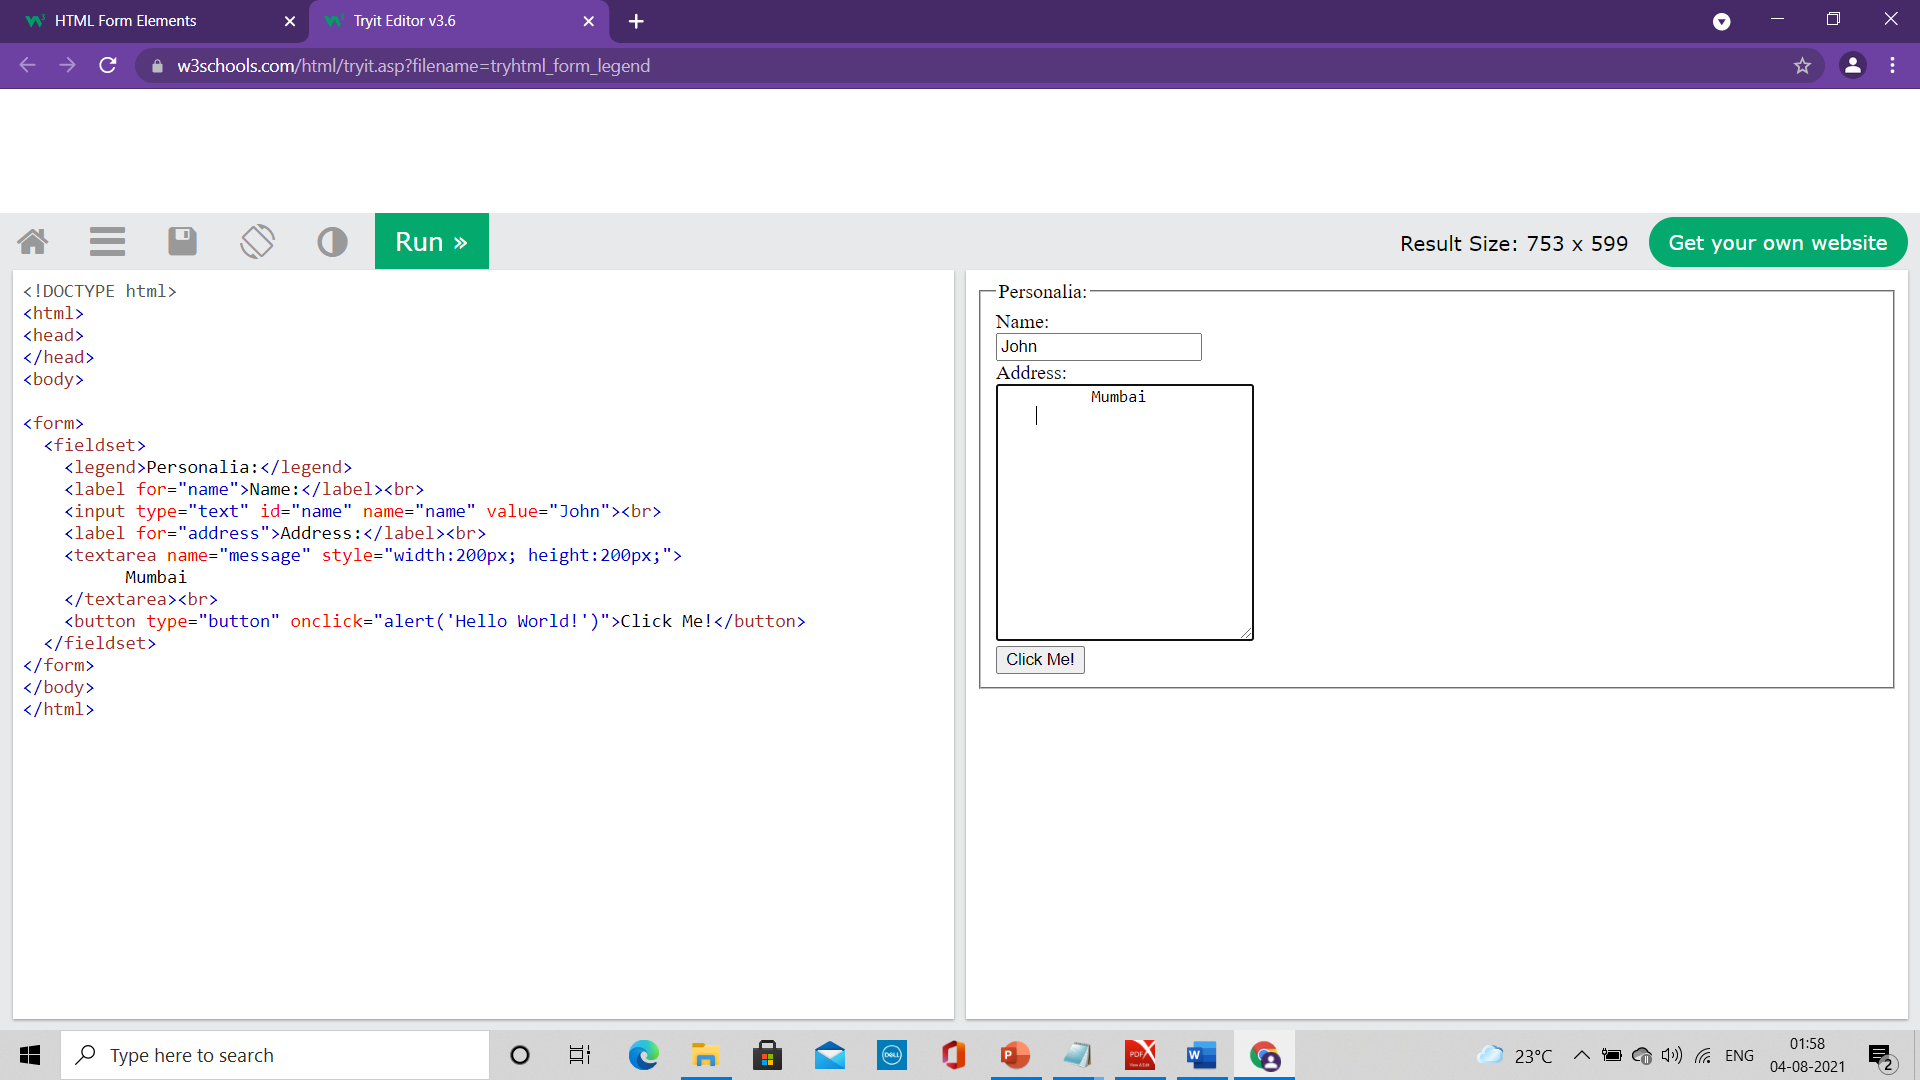 HTML Form Elements
Tryit Editor v3.6
w3schools.com/html/tryit.asp?filename=tryhtml_form_legend
Run »
Result Size: 753 x 599
Get your own website
<!DOCTYPE html>
<html>
<head>
</head>
<body>
<form>
<fieldset>
<legend>Personalia:</legend>
<label for="name">Name:</label><br>
<input type="text" id="name" name="name" value="John"><br>
<label for="address">Address:</label><br>
<textarea name="message" style="width:200px; height:200px;">
Mumbai
</textarea><br>
<button type="button" onclick="alert('Hello World!')">Click Me!</button>
</fieldset>
</form>
</body>
</html>
Personalia:
Name:
John
Address:
Mumbai
Click Me!
Type here to search
DELL
P
PDF
W
23°C
ENG
01:58
04-08-2021
2